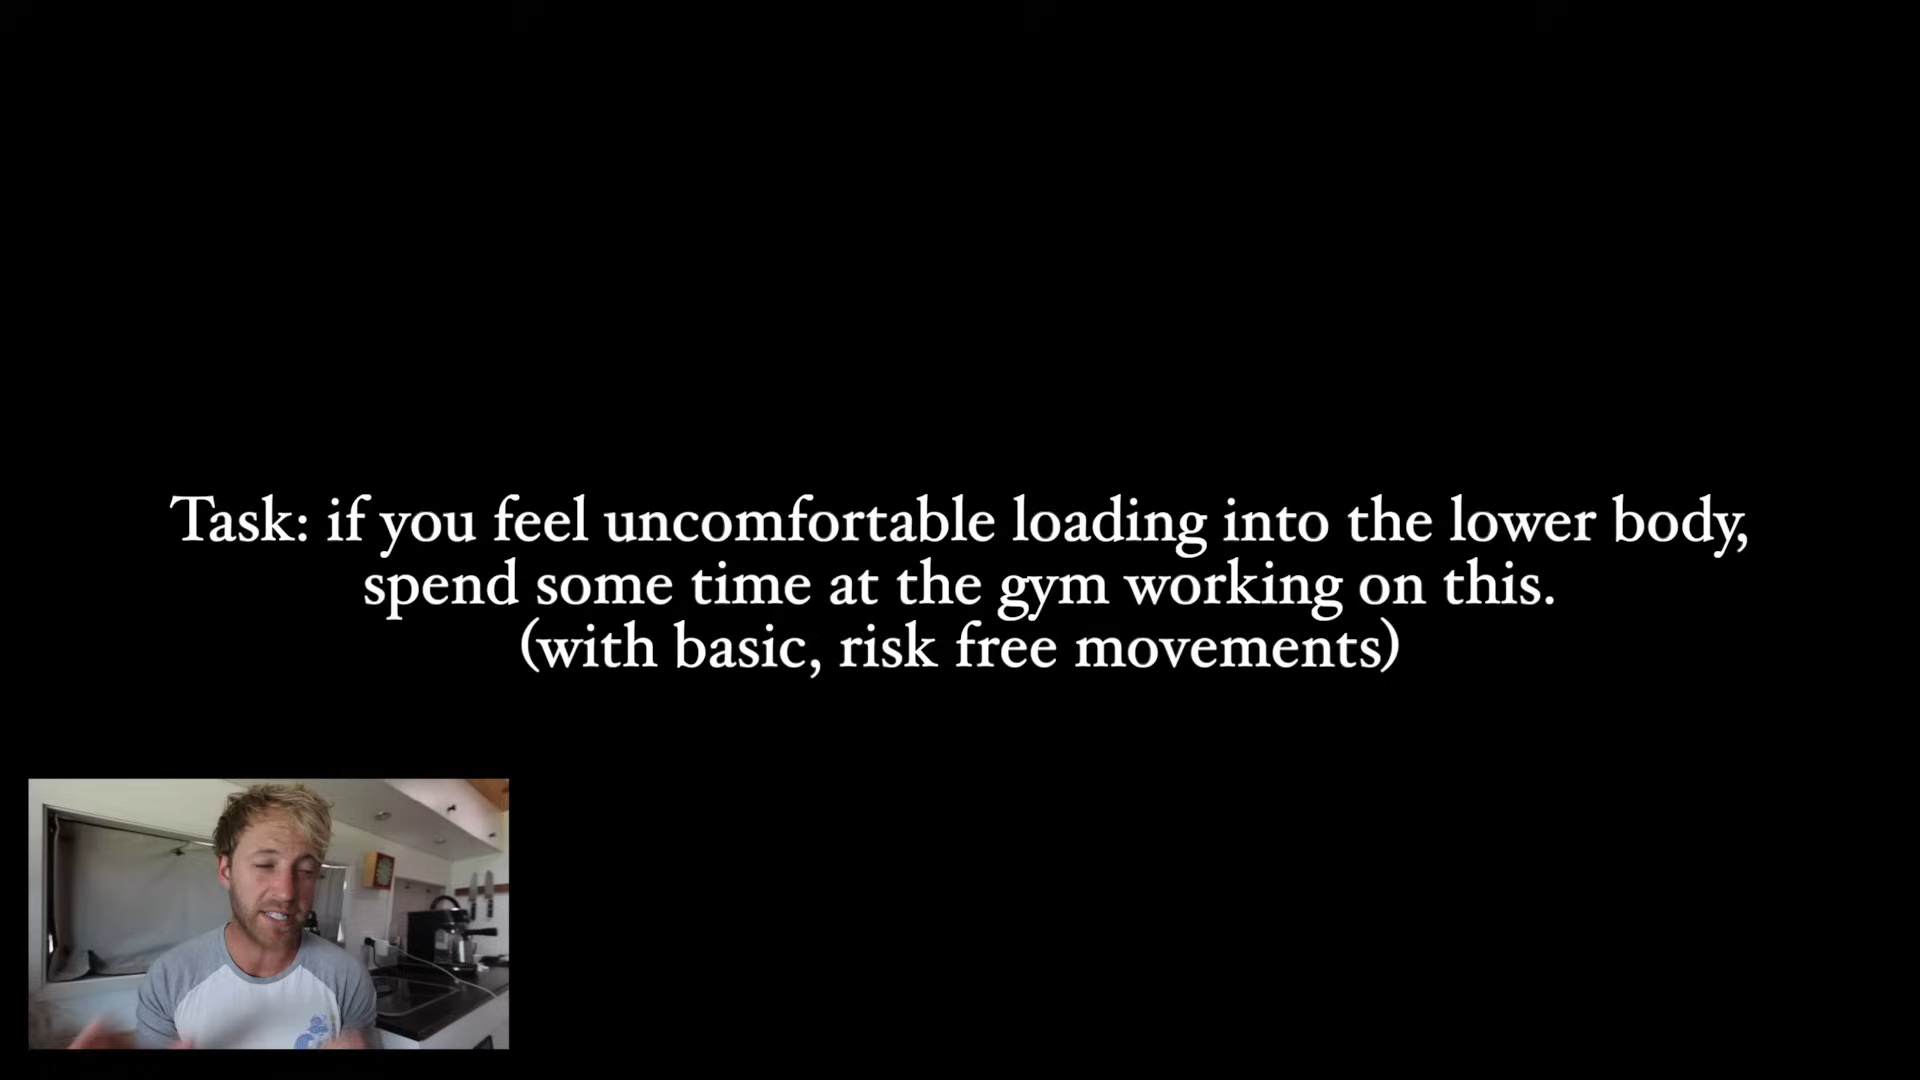 Task: if you feel uncomfortable loading into the lower body,
spend some time at the gym working on this.
(with basic, risk free movements)